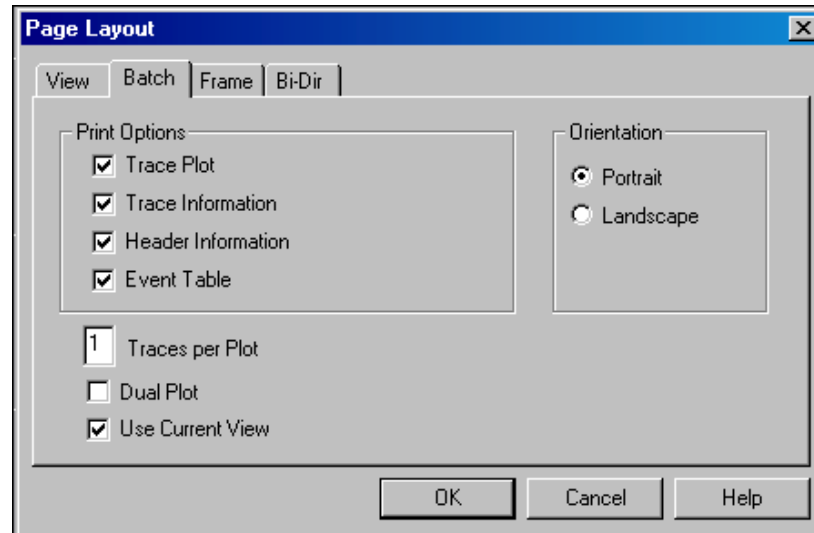 Page Layout
View Batch Frame Bi-Dir
Print Options
Trace Plot
Trace Information
Header Information
Event Table
Orientation
Portrait
Landscape
1 Traces per Plot
Dual Plot
Use Current View
OK Cancel Help